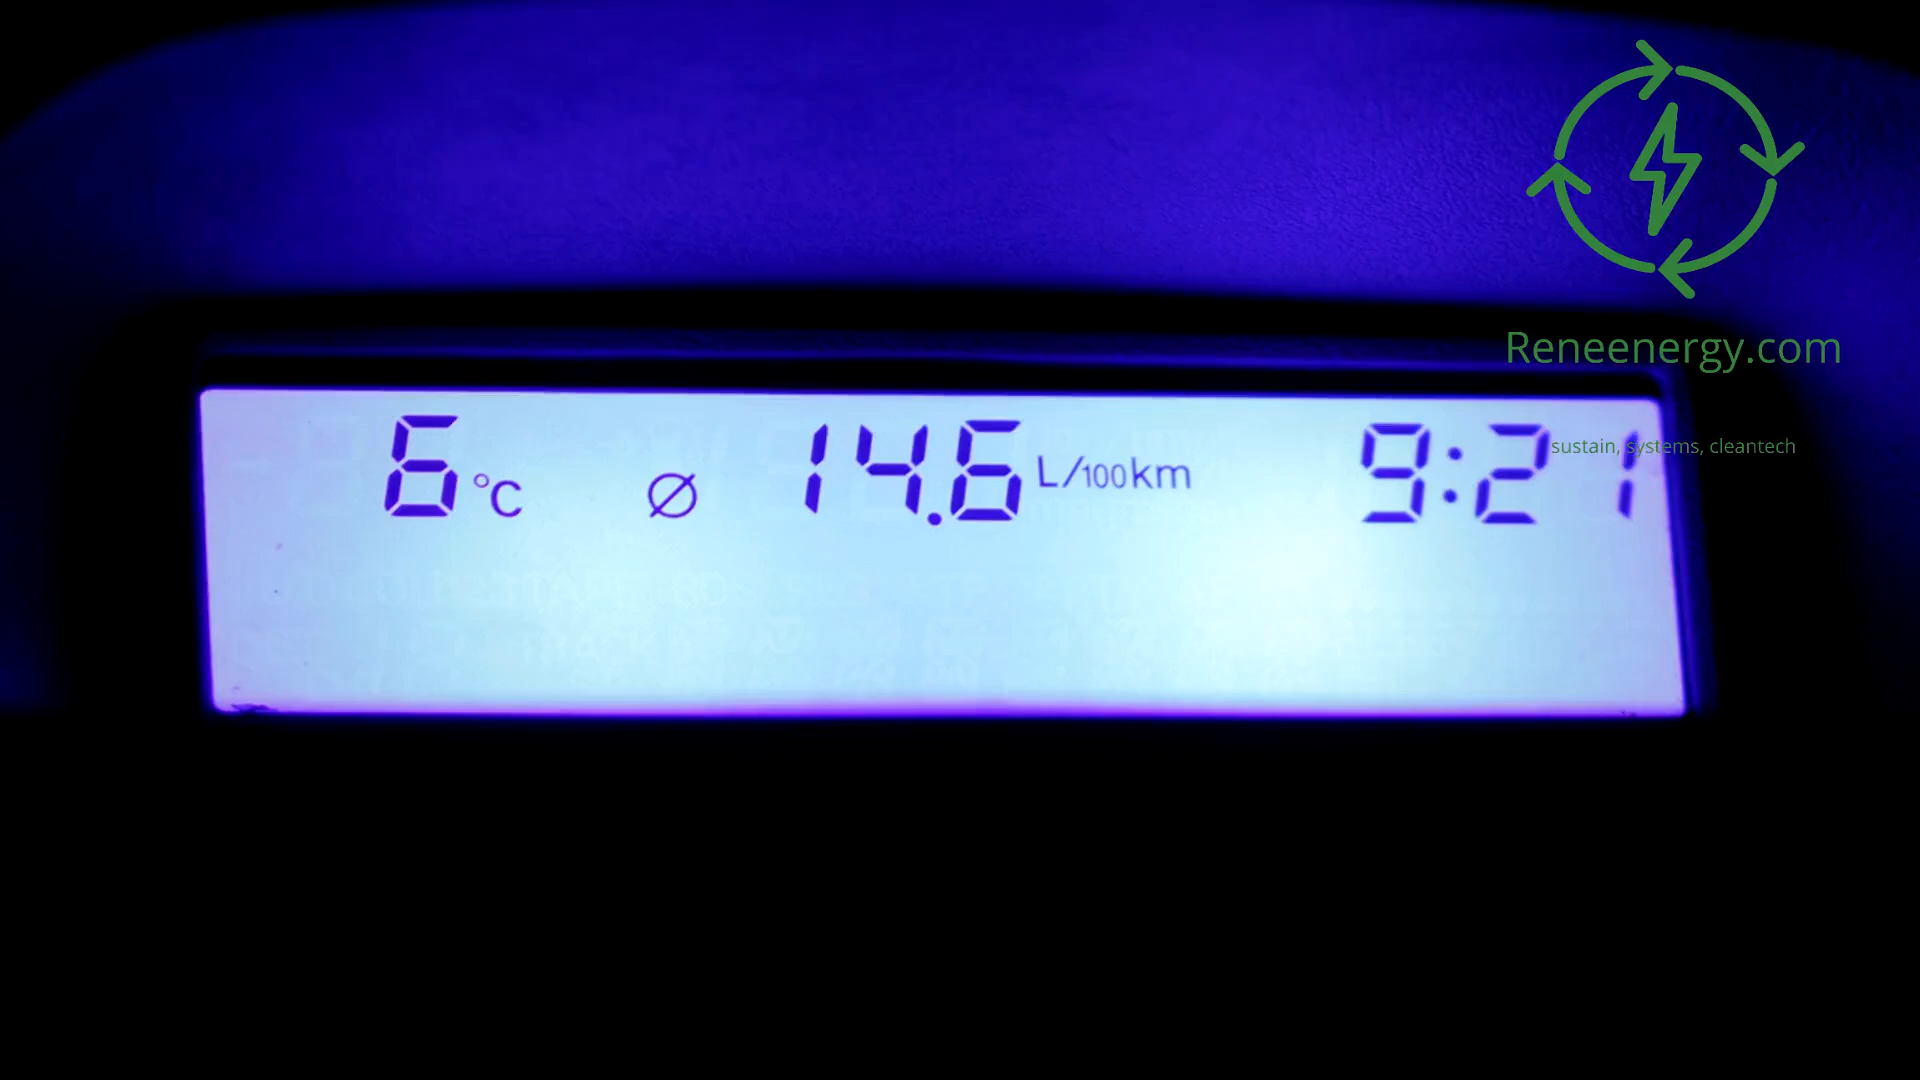 Reneenergy.com
sustain, systems, cleantech
6 °C Ø 14.6 L/100km 9:21